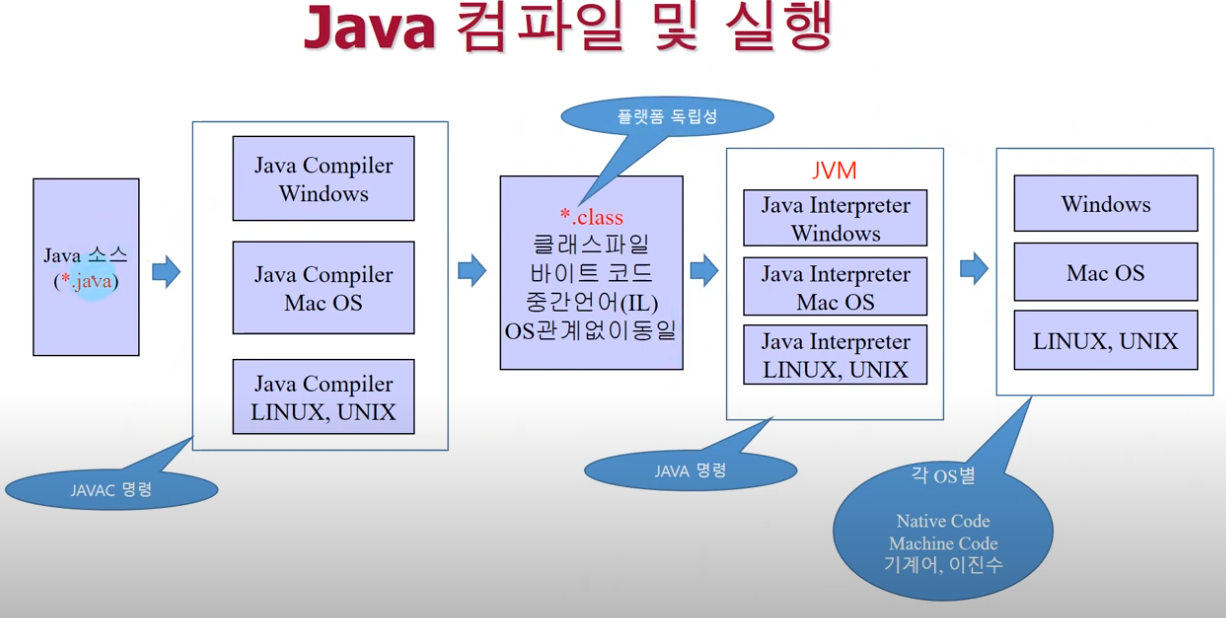 Java 컴파일 및 실행
플랫폼 독립성
Java 소스
(*.java)
Java Compiler
Windows
Java Compiler
Mac OS
Java Compiler
LINUX, UNIX
JAVAC 명령
*.class
클래스파일
바이트 코드
중간언어(IL)
OS관계없이동일
JVM
Java Interpreter
Windows
Java Interpreter
Mac OS
Java Interpreter
LINUX, UNIX
JAVA 명령
Windows
Mac OS
LINUX, UNIX
각 OS별
Native Code
Machine Code
기계어, 이진수